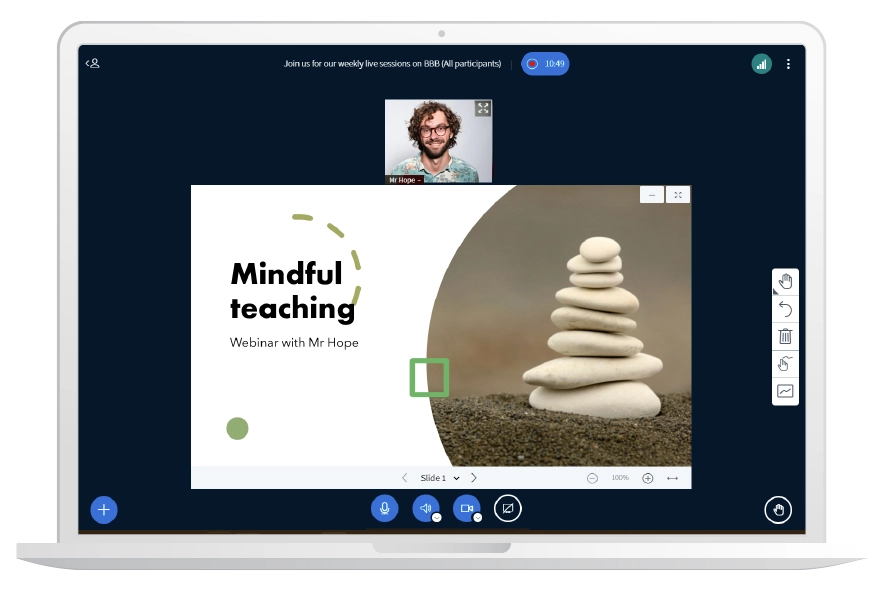 Join us for our weekly live sessions on BBB (All participants)
10:49
Mr Hope
Mindful
teaching
Webinar with Mr Hope
Slide 1
100%